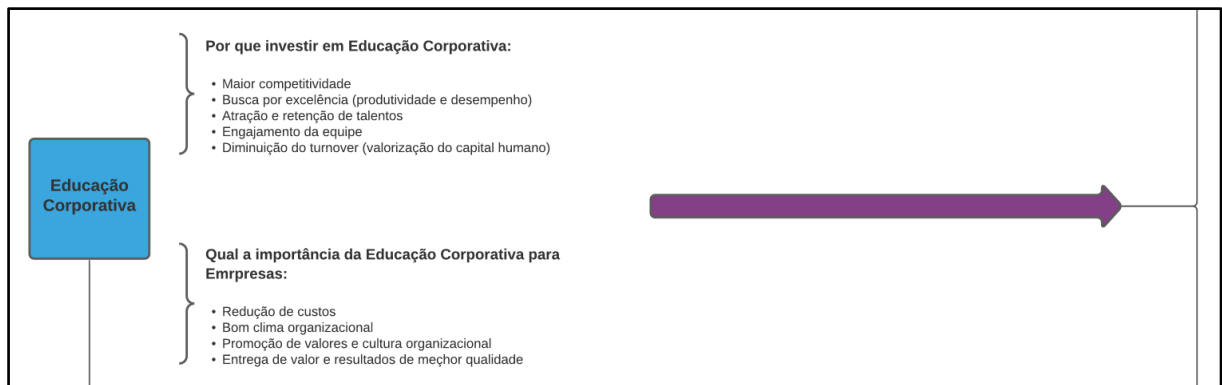 Educação
Corporativa
Por que investir em Educação Corporativa:
• Maior competitividade
• Busca por excelência (produtividade e desempenho)
• Atração e retenção de talentos
• Engajamento da equipe
• Diminuição do turnover (valorização do capital humano)
Qual a importância da Educação Corporativa para
Emrpresas:
• Redução de custos
• Bom clima organizacional
• Promoção de valores e cultura organizacional
• Entrega de valor e resultados de meçhor qualidade